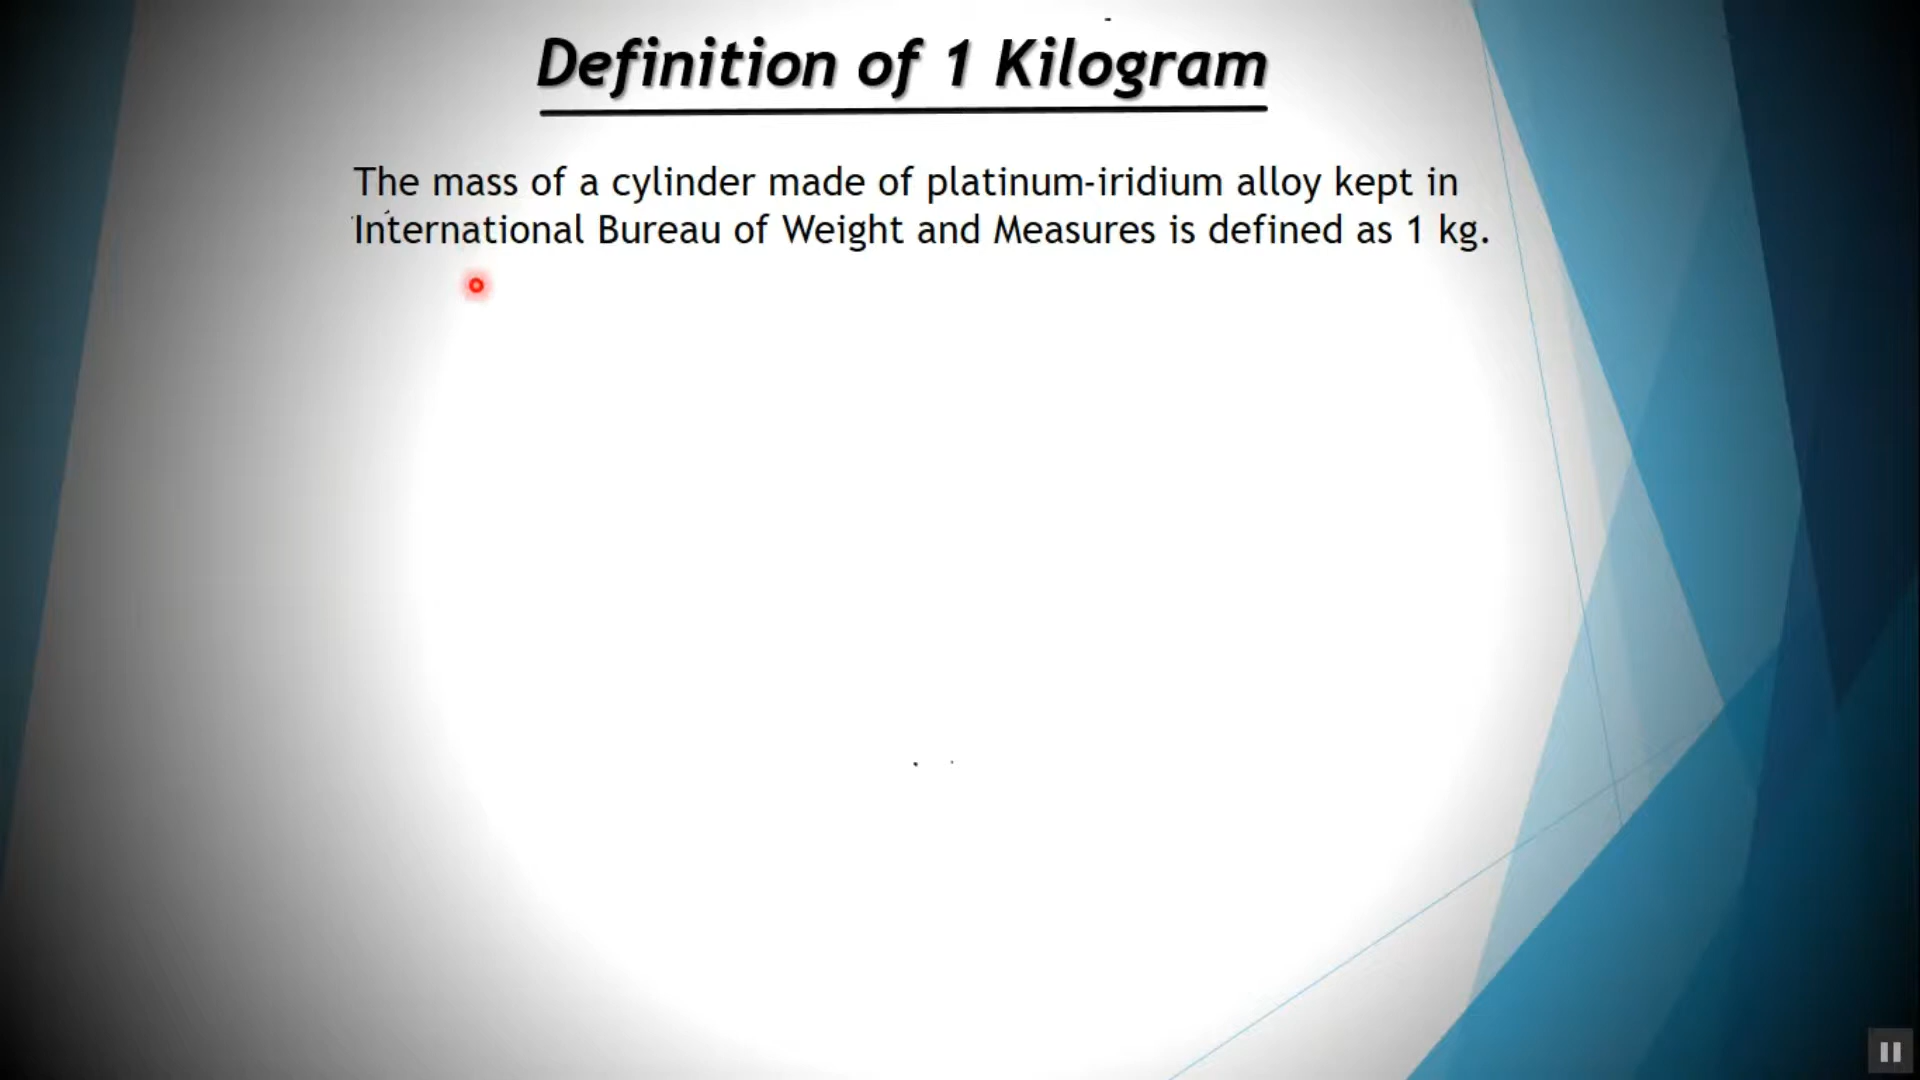 Definition of 1 Kilogram
The mass of a cylinder made of platinum-iridium alloy kept in
International Bureau of Weight and Measures is defined as 1 kg.